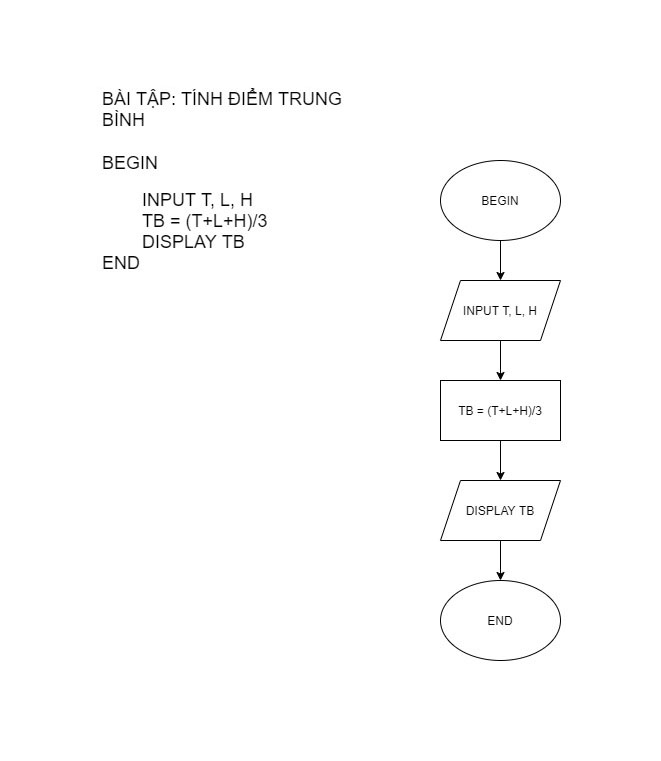 BÀI TẬP: TÍNH ĐIỂM TRUNG
BÌNH
BEGIN
INPUT T, L, H
TB = (T+L+H)/3
DISPLAY TB
END
BEGIN
INPUT T, L, H
TB = (T+L+H)/3
DISPLAY TB
END